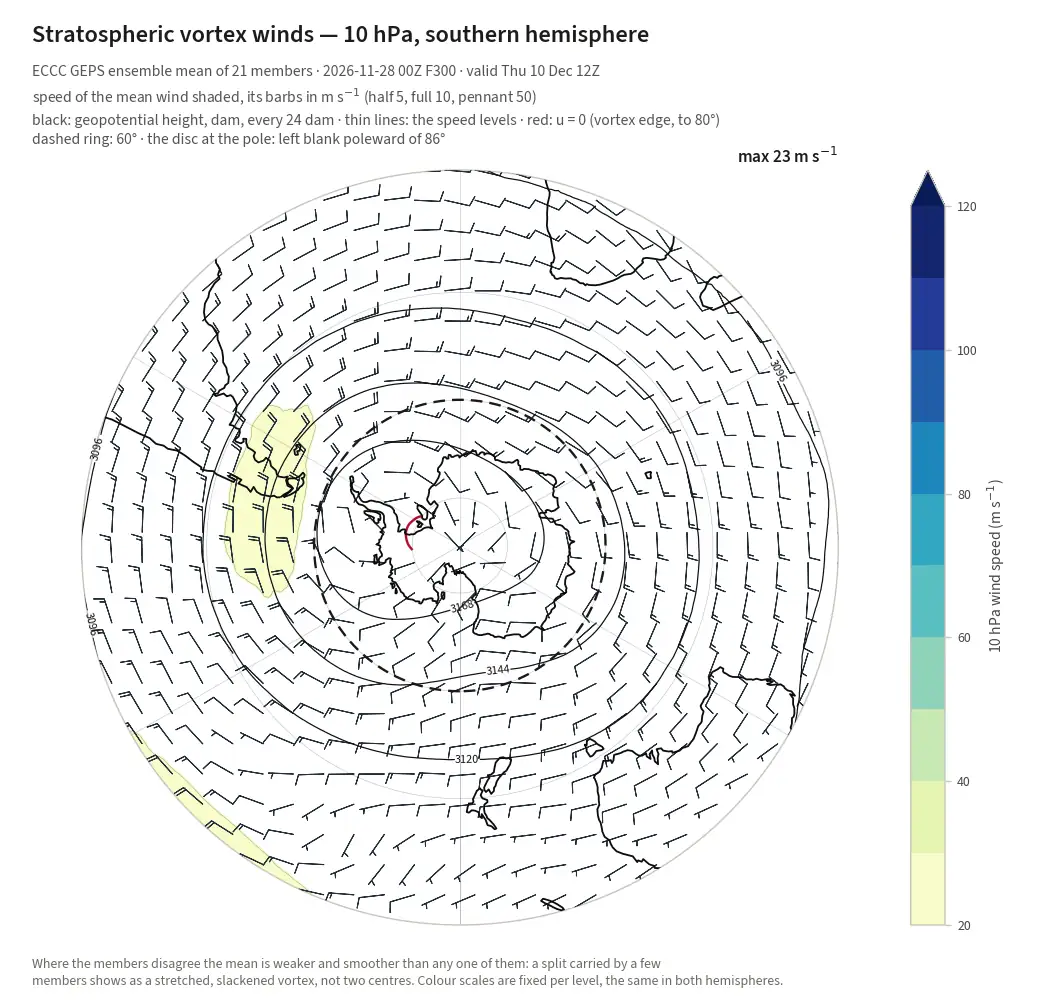 Stratospheric vortex winds — 10 hPa, southern hemisphere
ECCC GEPS ensemble mean of 21 members · 2026-11-28 00Z F300 · valid Thu 10 Dec 12Z
speed of the mean wind shaded, its barbs in m s⁻¹ (half 5, full 10, pennant 50)
black: geopotential height, dam, every 24 dam · thin lines: the speed levels · red: u = 0 (vortex edge, to 80°)
dashed ring: 60° · the disc at the pole: left blank poleward of 86°
max 23 m s⁻¹
120
100
80
60
40
20
10 hPa wind speed (m s⁻¹)
3096
3096
3096
3168
3144
3120
Where the members disagree the mean is weaker and smoother than any one of them: a split carried by a few
members shows as a stretched, slackened vortex, not two centres. Colour scales are fixed per level, the same in both hemispheres.